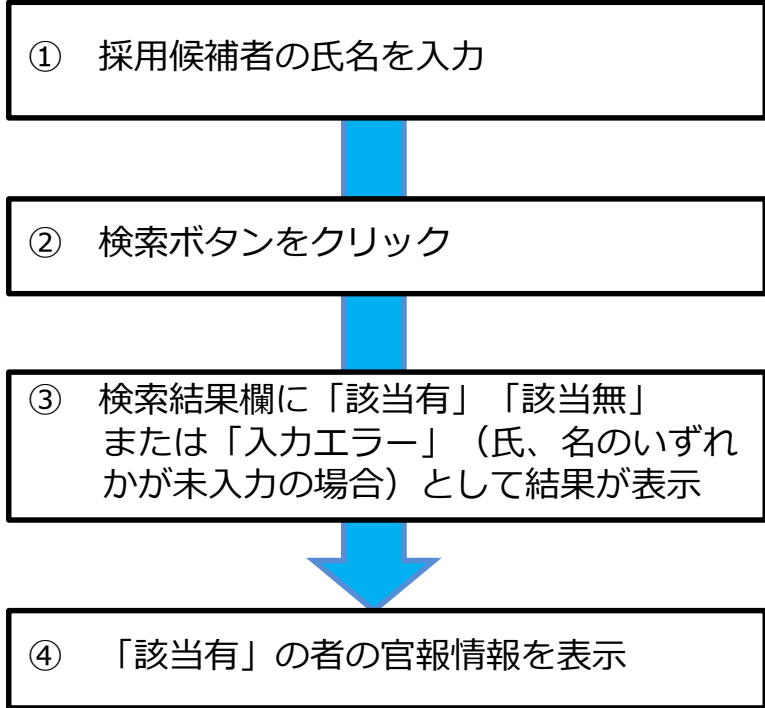 ① 採用候補者の氏名を入力
② 検索ボタンをクリック
③ 検索結果欄に「該当有」「該当無」
または「入力エラー」（氏、名のいずれ
かが未入力の場合）として結果が表示
④ 「該当有」の者の官報情報を表示